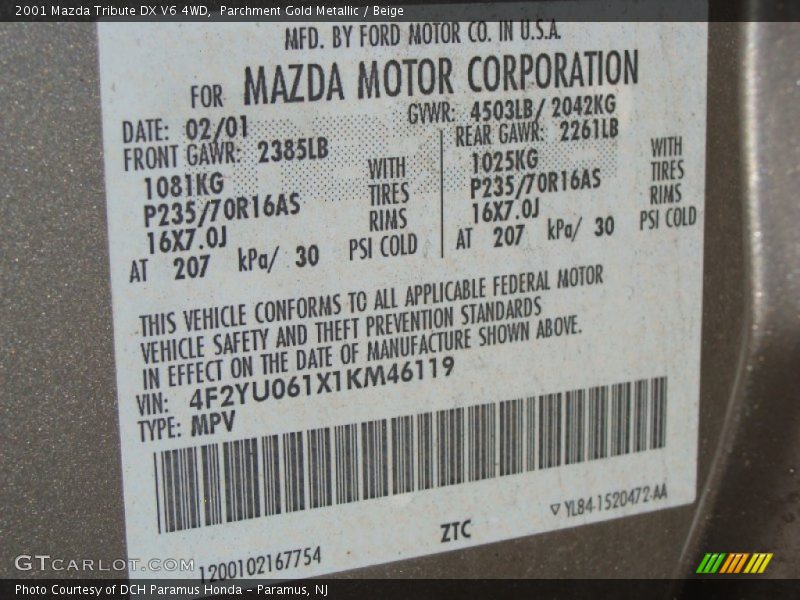 2001 Mazda Tribute DX V6 4WD,  Parchment Gold Metallic / Beige
MFD. BY FORD MOTOR CO. IN U.S.A.
FOR MAZDA MOTOR CORPORATION
DATE: 02/01
GVWR: 4503LB/ 2042KG
FRONT GAWR: 2385LB
1081KG WITH
P235/70R16AS TIRES
16X7.0J RIMS
AT 207 kPa/ 30 PSI COLD
REAR GAWR: 2261LB
1025KG WITH
P235/70R16AS TIRES
16X7.0J RIMS
AT 207 kPa/ 30 PSI COLD
THIS VEHICLE CONFORMS TO ALL APPLICABLE FEDERAL MOTOR
VEHICLE SAFETY AND THEFT PREVENTION STANDARDS
IN EFFECT ON THE DATE OF MANUFACTURE SHOWN ABOVE.
VIN: 4F2YU061X1KM46119
TYPE: MPV
▽ YL84-1520472-AA
ZTC
1200102167754
GTCARLOT.COM
Photo Courtesy of DCH Paramus Honda - Paramus, NJ